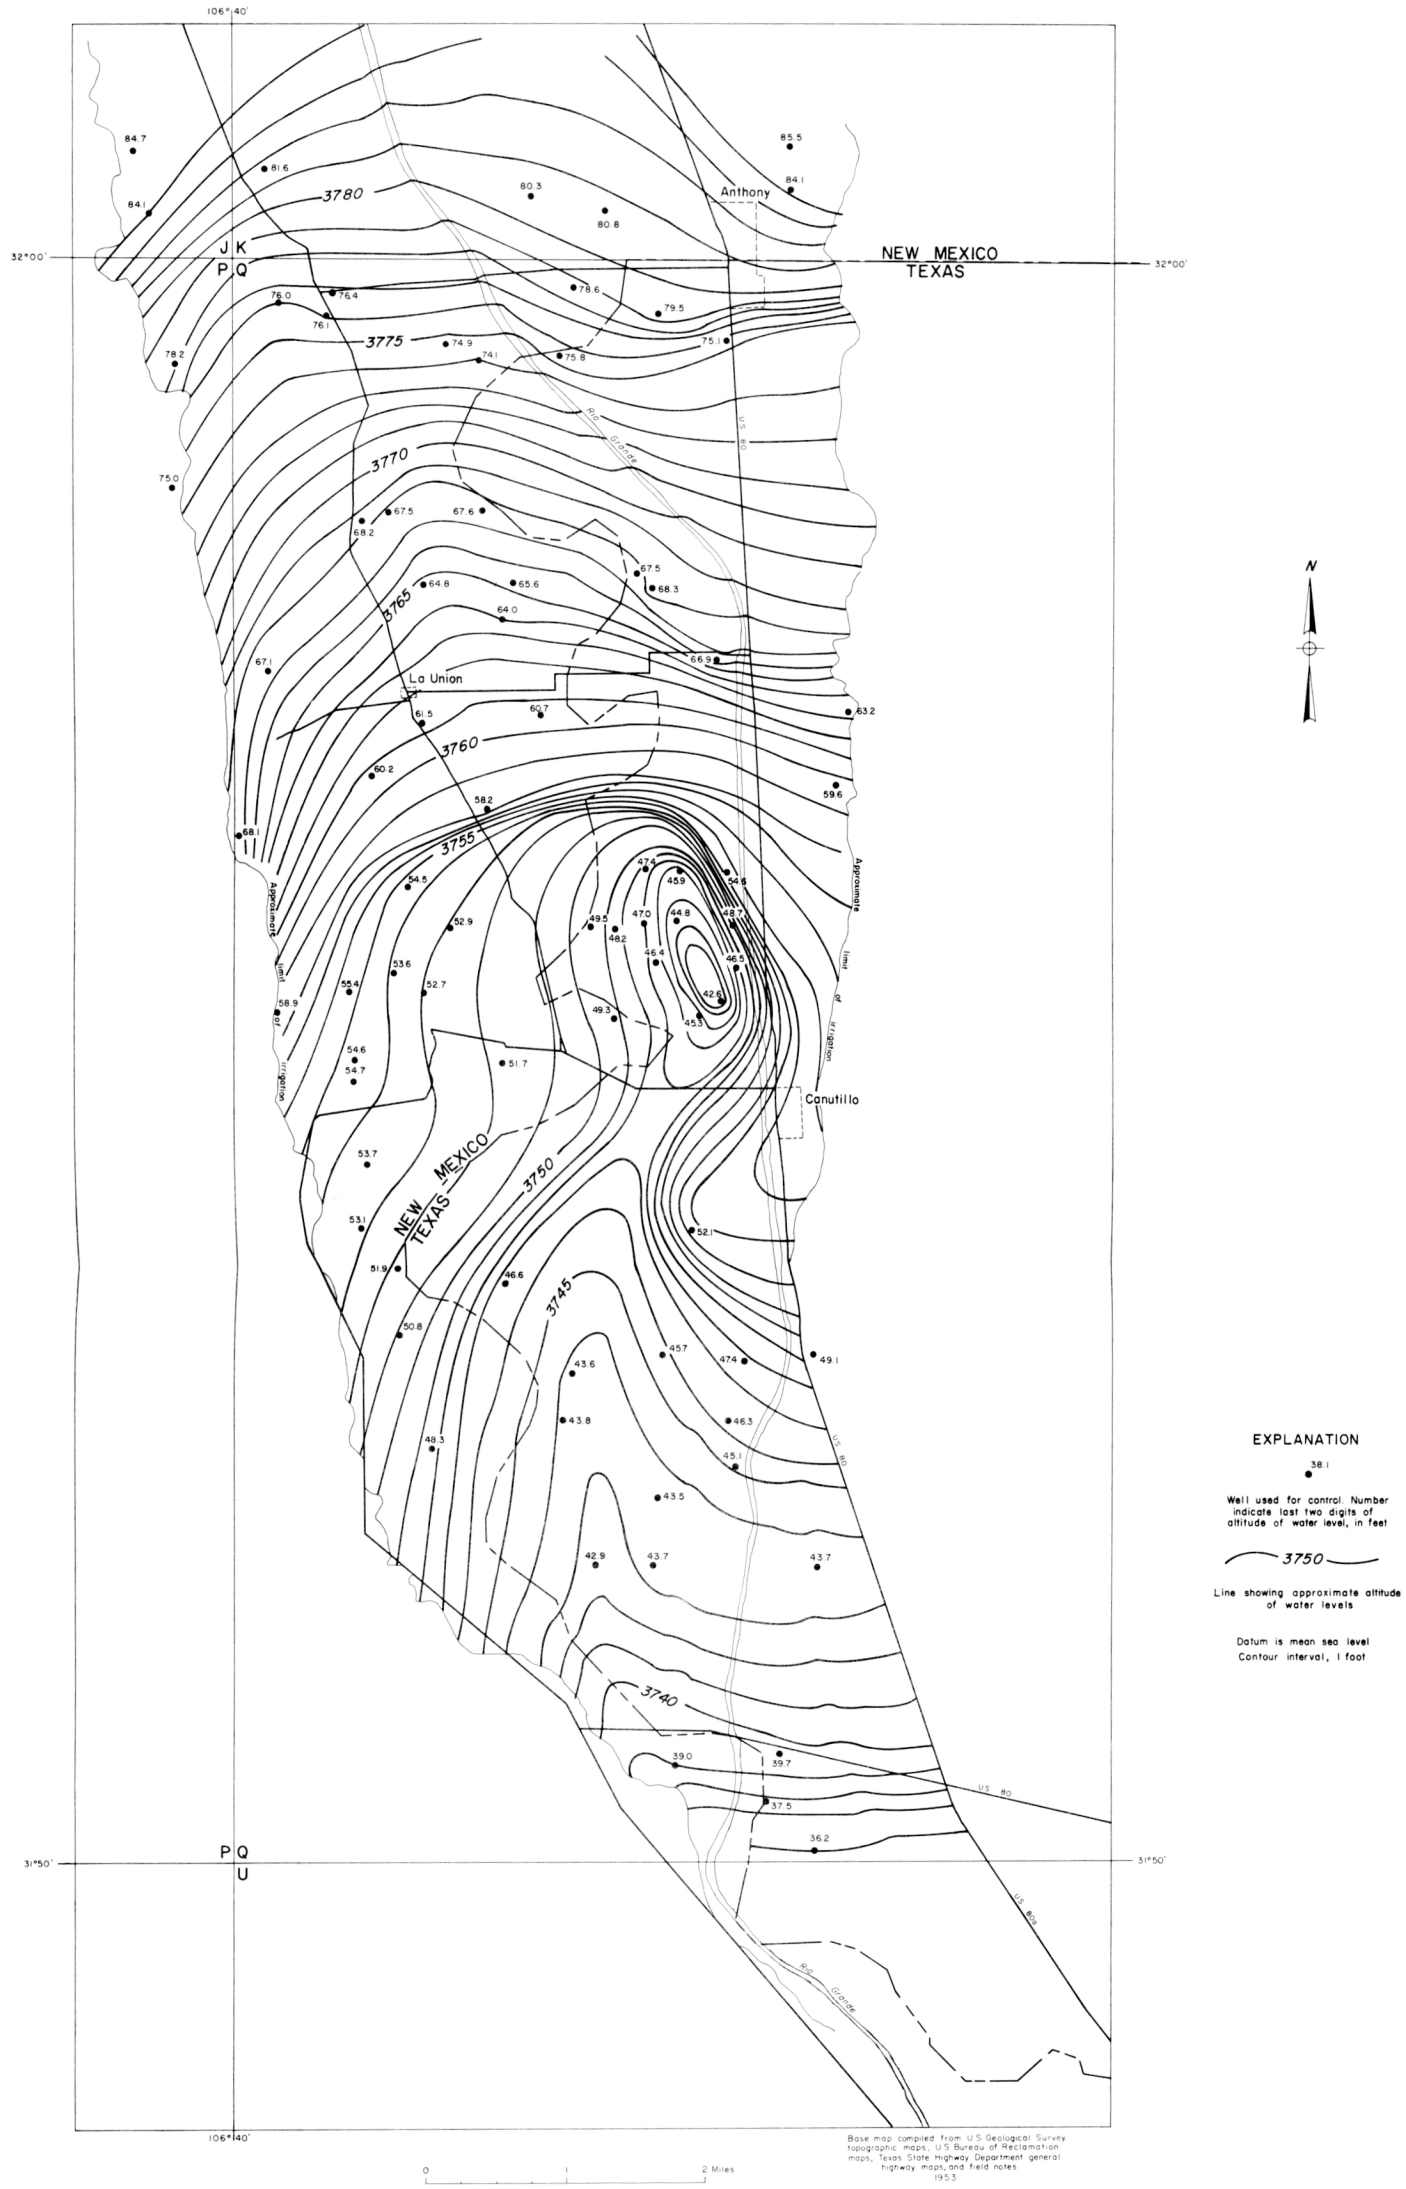 106°40'
84.7
85.5
81.6
84.1
80.3
Anthony
3780
84.1
80.8
J K
NEW MEXICO
32°00'
32°00'
P Q
TEXAS
78.6
76.0
76.4
79.5
76.1
3775
74.9
75.1
78.2
74.1
75.8
Rio
Grande
US 80
3770
75.0
67.5
67.6
68.2
N
67.5
64.8
65.6
68.3
3765
64.0
66.9
67.1
La Union
61.5
60.7
63.2
3760
60.2
59.6
58.2
68.1
3755
47.4
45.9
54.6
54.5
Approximate
limit
of
irrigation
Approximate
limit
of
irrigation
52.9
49.5
48.2
47.0
44.8
48.7
46.4
46.5
53.6
55.4
52.7
42.6
58.9
49.3
45.3
54.6
51.7
54.7
Canutillo
53.7
NEW MEXICO
TEXAS
3750
53.1
52.1
51.9
46.6
3745
50.8
45.7
47.4
49.1
43.6
43.8
46.3
US 80
48.3
45.1
43.5
42.9
43.7
43.7
3740
39.0
39.7
US 80
37.5
36.2
P Q
31°50'
31°50'
U
US 80a
Rio
Grande
106°40'
EXPLANATION
38.1
Well used for control. Number
indicate last two digits of
altitude of water level, in feet
3750
Line showing approximate altitude
of water levels
Datum is mean sea level
Contour interval, 1 foot
Base map compiled from U.S. Geological Survey
topographic maps, U.S. Bureau of Reclamation
maps, Texas State Highway Department general
highway maps, and field notes
1953
0 1 2 Miles